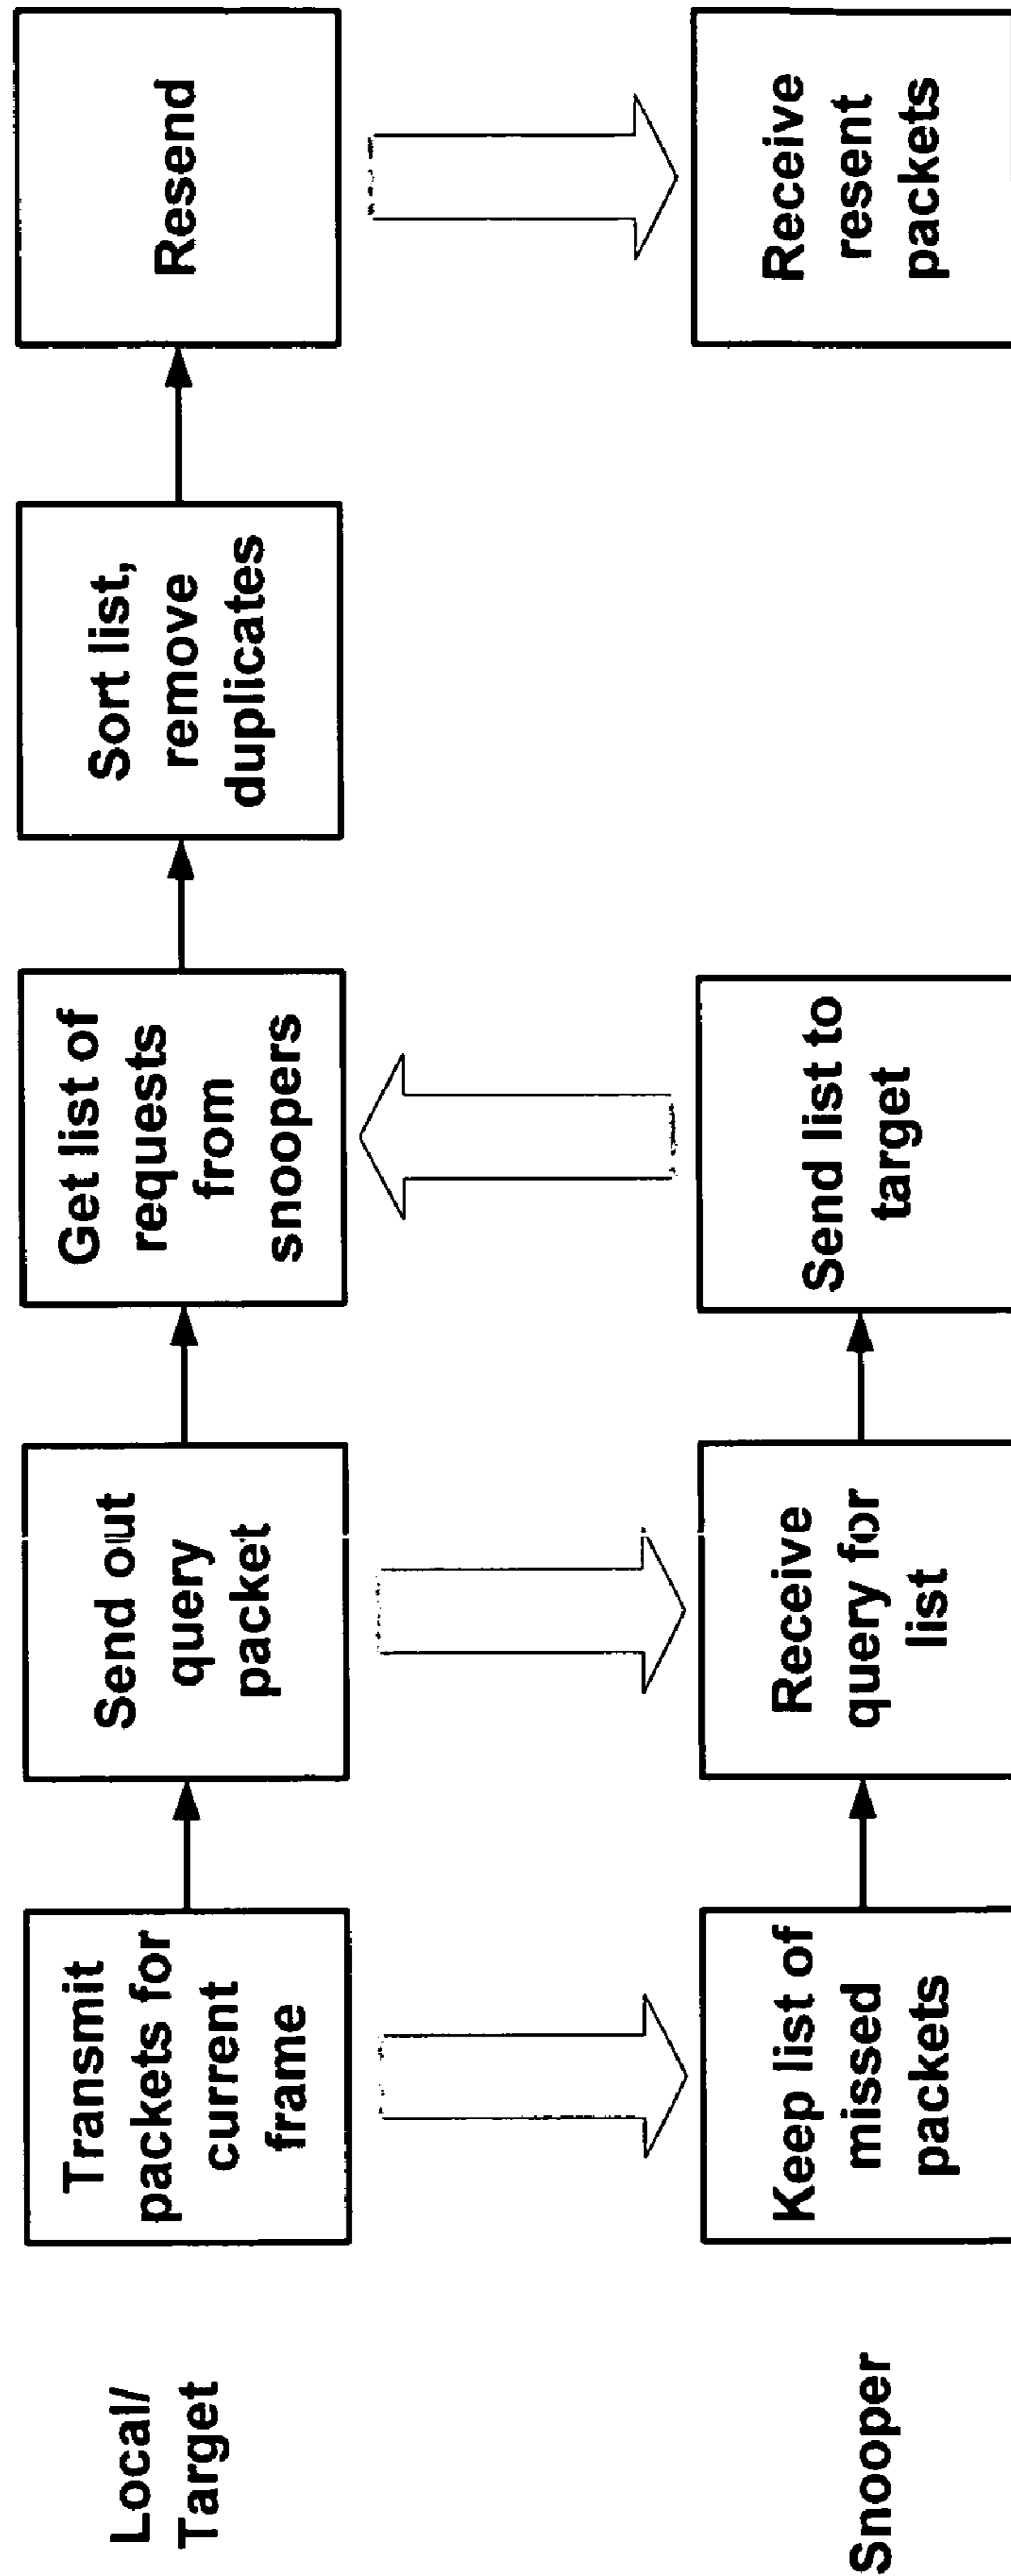 Local/
Target
Transmit
packets for
current
frame
Send out
query
packet
Get list of
requests
from
snoopers
Sort list,
remove
duplicates
Resend
Snooper
Keep list of
missed
packets
Receive
query for
list
Send list to
target
Receive
resent
packets